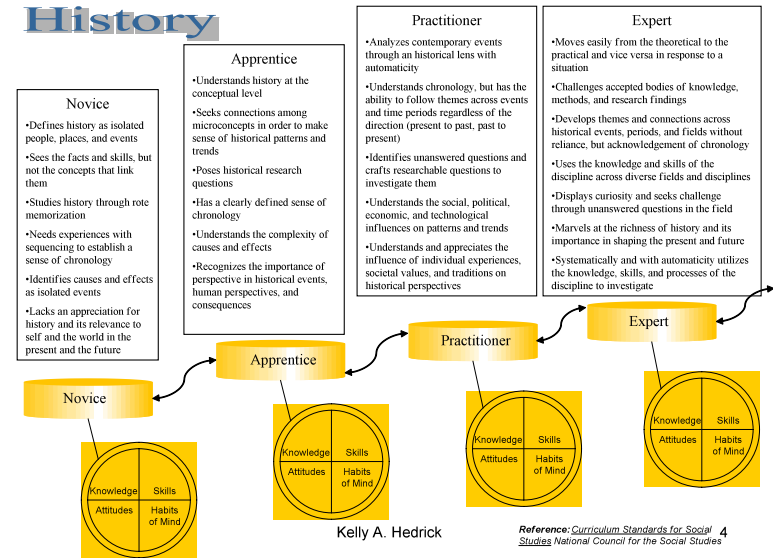 History
Novice
•Defines history as isolated
people, places, and events
•Sees the facts and skills, but
not the concepts that link
them
•Studies history through rote
memorization
•Needs experiences with
sequencing to establish a
sense of chronology
•Identifies causes and effects
as isolated events
•Lacks an appreciation for
history and its relevance to
self and the world in the
present and the future
Apprentice
•Understands history at the
conceptual level
•Seeks connections among
microconcepts in order to make
sense of historical patterns and
trends
•Poses historical research
questions
•Has a clearly defined sense of
chronology
•Understands the complexity of
causes and effects
•Recognizes the importance of
perspective in historical events,
human perspectives, and
consequences
Practitioner
•Analyzes contemporary events
through an historical lens with
automaticity
•Understands chronology, but has the
ability to follow themes across events
and time periods regardless of the
direction (present to past, past to
present)
•Identifies unanswered questions and
crafts researchable questions to
investigate them
•Understands the social, political,
economic, and technological
influences on patterns and trends
•Understands and appreciates the
influence of individual experiences,
societal values, and traditions on
historical perspectives
Expert
•Moves easily from the theoretical to the
practical and vice versa in response to a
situation
•Challenges accepted bodies of knowledge,
methods, and research findings
•Develops themes and connections across
historical events, periods, and fields without
reliance, but acknowledgement of chronology
•Uses the knowledge and skills of the
discipline across diverse fields and disciplines
•Displays curiosity and seeks challenge
through unanswered questions in the field
•Marvels at the richness of history and its
importance in shaping the present and future
•Systematically and with automaticity utilizes
the knowledge, skills, and processes of the
discipline to investigate
Novice
Apprentice
Practitioner
Expert
Knowledge Skills
Attitudes Habits
of Mind
Knowledge Skills
Attitudes Habits
of Mind
Knowledge Skills
Attitudes Habits
of Mind
Knowledge Skills
Attitudes Habits
of Mind
Kelly A. Hedrick
Reference: Curriculum Standards for Social
Studies National Council for the Social Studies
4